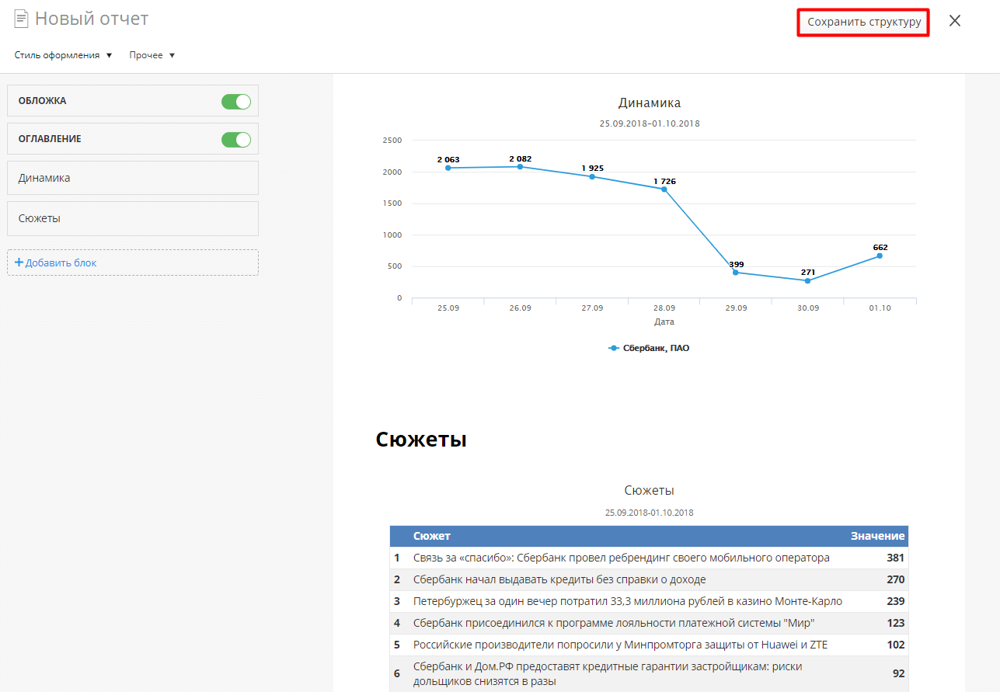 Новый отчет
Сохранить структуру
Стиль оформления ▼ Прочее ▼
ОБЛОЖКА
ОГЛАВЛЕНИЕ
Динамика
Сюжеты
+Добавить блок
Динамика
25.09.2018–01.10.2018
2500
2000
1500
1000
500
0
2 063
2 082
1 925
1 726
399
271
662
25.09 26.09 27.09 28.09 29.09 30.09 01.10
Дата
Сбербанк, ПАО
Сюжеты
Сюжеты
25.09.2018-01.10.2018
Сюжет Значение
1 Связь за «спасибо»: Сбербанк провел ребрендинг своего мобильного оператора 381
2 Сбербанк начал выдавать кредиты без справки о доходе 270
3 Петербуржец за один вечер потратил 33,3 миллиона рублей в казино Монте-Карло 239
4 Сбербанк присоединился к программе лояльности платежной системы "Мир" 123
5 Российские производители попросили у Минпромторга защиты от Huawei и ZTE 102
6 Сбербанк и Дом.РФ предоставят кредитные гарантии застройщикам: риски 92
дольщиков снизятся в разы